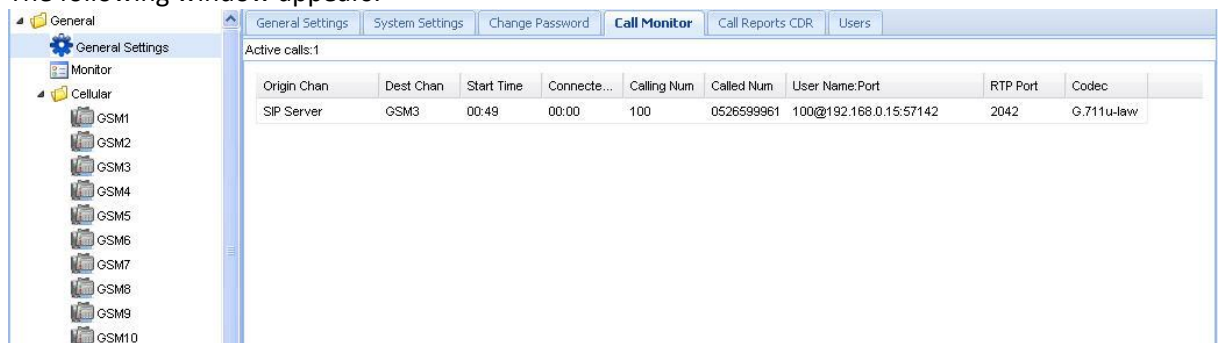 The following window appears:
General
General Settings
Monitor
Cellular
GSM1
GSM2
GSM3
GSM4
GSM5
GSM6
GSM7
GSM8
GSM9
GSM10
General Settings System Settings Change Password Call Monitor Call Reports CDR Users
Active calls:1
Origin Chan Dest Chan Start Time Connecte... Calling Num Called Num User Name:Port RTP Port Codec
SIP Server GSM3 00:49 00:00 100 0526599961 100@192.168.0.15:57142 2042 G.711u-law